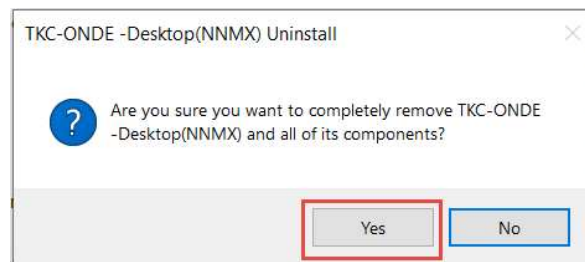 TKC-ONDE -Desktop(NNMX) Uninstall
Are you sure you want to completely remove TKC-ONDE
-Desktop(NNMX) and all of its components?
Yes
No